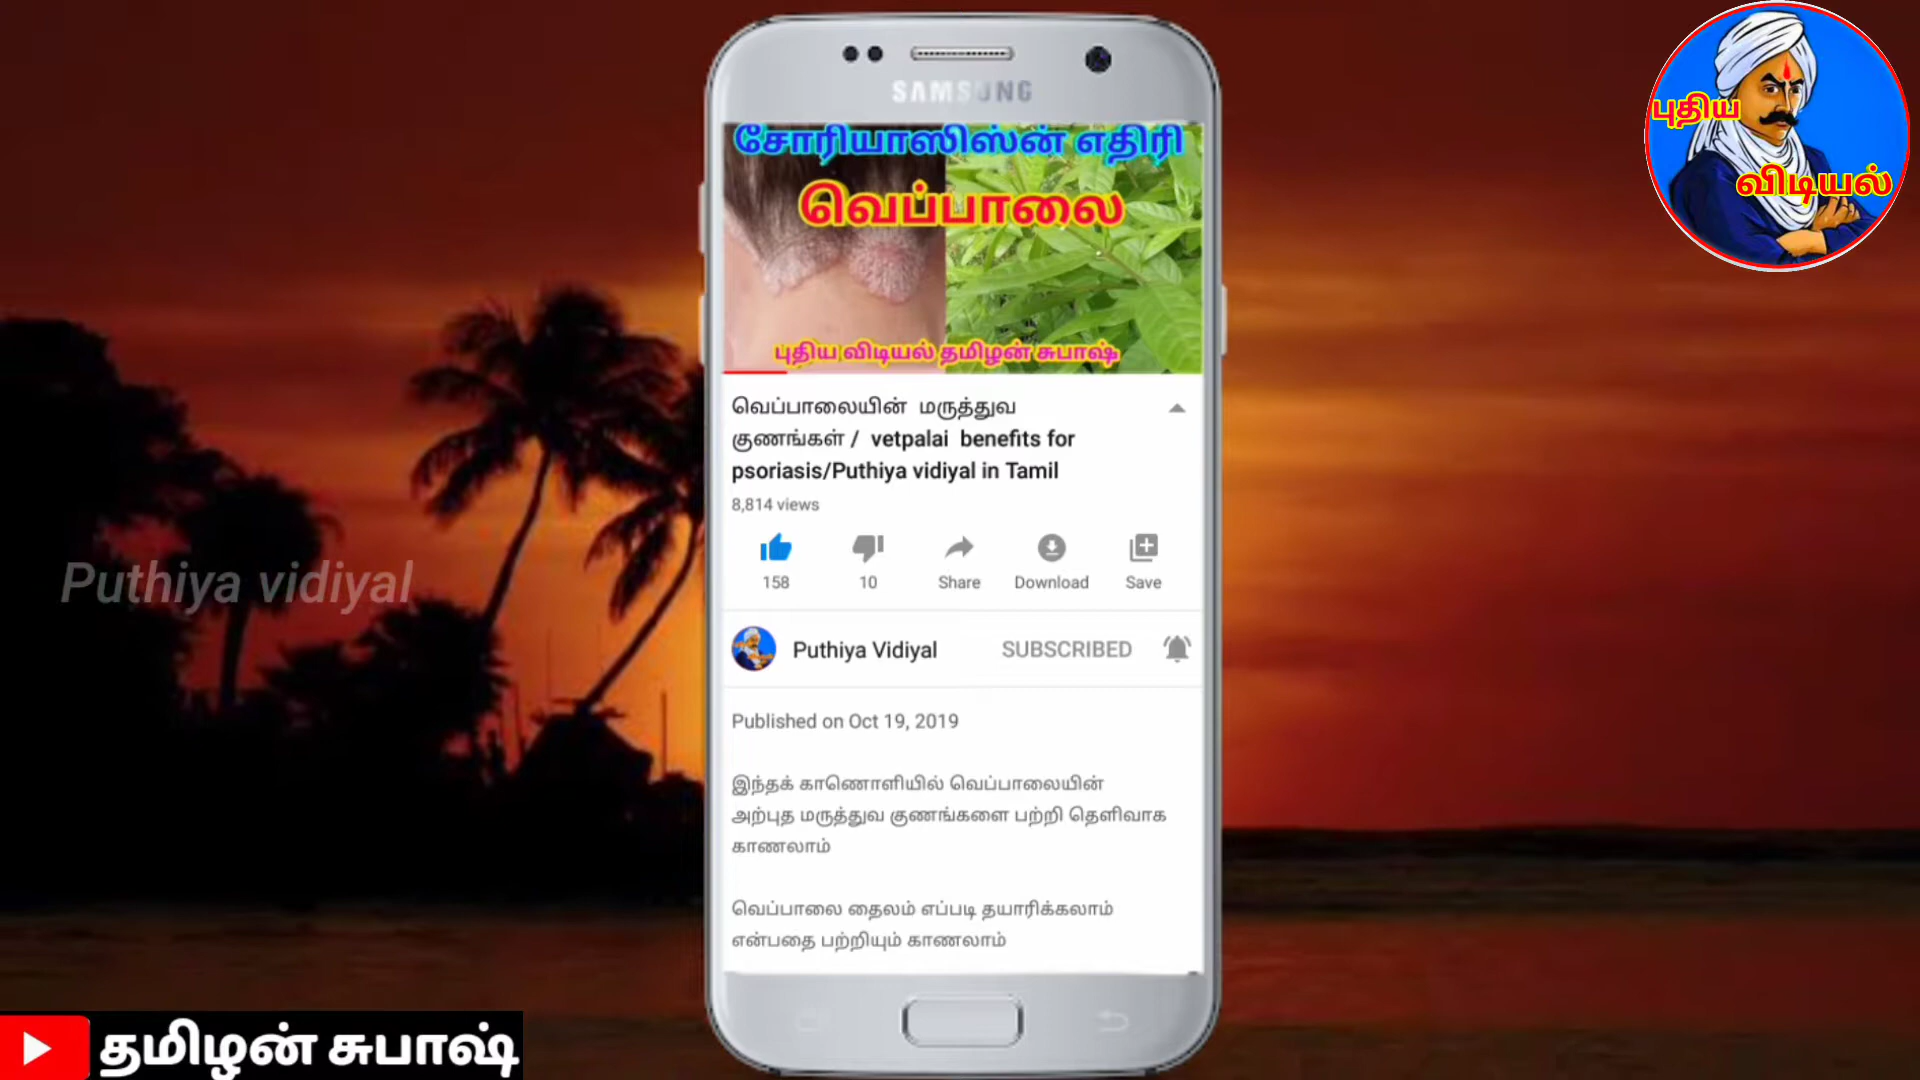 புதிய
விடியல்
SAMSUNG
சோரியாஸிஸ்ன் எதிரி
வெப்பாலை
புதிய விடியல் தமிழன் சுபாஷ்
வெப்பாலையின் மருத்துவ
குணங்கள் / vetpalai benefits for
psoriasis/Puthiya vidiyal in Tamil
8,814 views
158
10
Share
Download
Save
Puthiya vidiyal
Puthiya Vidiyal
SUBSCRIBED
Published on Oct 19, 2019
இந்தக் காணொளியில் வெப்பாலையின்
அற்புத மருத்துவ குணங்களை பற்றி தெளிவாக
காணலாம்
வெப்பாலை தைலம் எப்படி தயாரிக்கலாம்
என்பதை பற்றியும் காணலாம்
தமிழன் சுபாஷ்